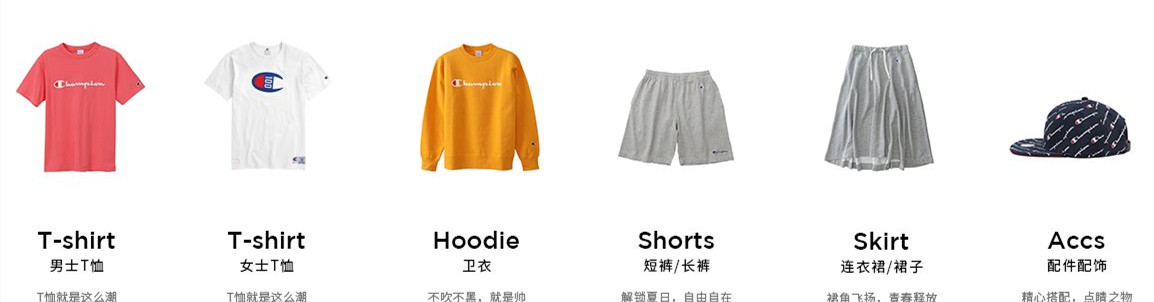 Champion
100
Champion
T-shirt
男士T恤
T恤就是这么潮
T-shirt
女士T恤
T恤就是这么潮
Hoodie
卫衣
不吹不黑，就是帅
Shorts
短裤/长裤
解锁夏日，自由自在
Skirt
连衣裙/裙子
裙角飞扬，青春释放
Accs
配件配饰
精心搭配，点睛之物